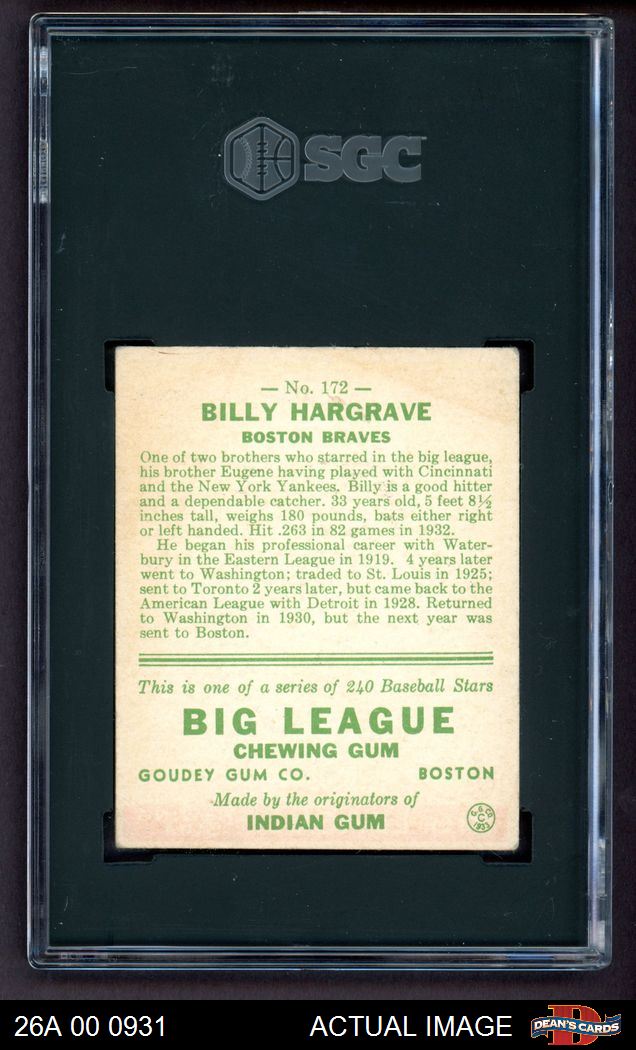 SGC
— No. 172 —
BILLY HARGRAVE
BOSTON BRAVES
One of two brothers who starred in the big league,
his brother Eugene having played with Cincinnati
and the New York Yankees. Billy is a good hitter
and a dependable catcher. 33 years old, 5 feet 8½
inches tall, weighs 180 pounds, bats either right
or left handed. Hit .263 in 82 games in 1932.
He began his professional career with Water-
bury in the Eastern League in 1919. 4 years later
went to Washington; traded to St. Louis in 1925;
sent to Toronto 2 years later, but came back to the
American League with Detroit in 1928. Returned
to Washington in 1930, but the next year was
sent to Boston.
This is one of a series of 240 Baseball Stars
BIG LEAGUE
CHEWING GUM
GOUDEY GUM CO. BOSTON
Made by the originators of
INDIAN GUM
G. G. CO.
C
1933
26A 00 0931 ACTUAL IMAGE
D
DEAN'S CARDS